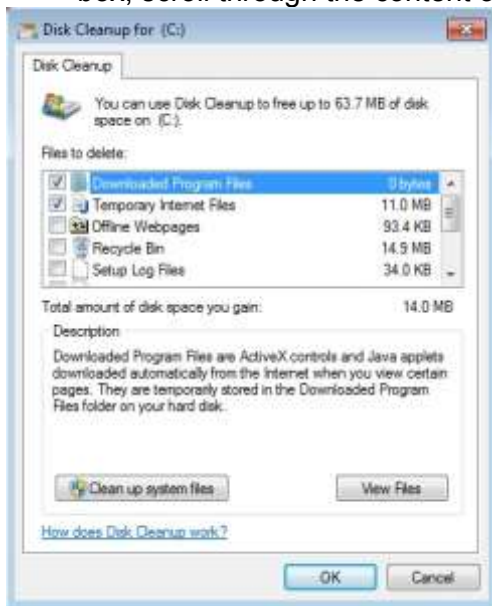 box, scroll through the content o
Disk Cleanup for (C:)
Disk Cleanup
You can use Disk Cleanup to free up to 63.7 MB of disk
space on (C:).
Files to delete:
Downloaded Program Files 0 bytes
Temporary Internet Files 11.0 MB
Offline Webpages 93.4 KB
Recycle Bin 14.9 MB
Setup Log Files 34.0 KB
Total amount of disk space you gain: 14.0 MB
Description
Downloaded Program Files are ActiveX controls and Java applets
downloaded automatically from the Internet when you view certain
pages. They are temporarily stored in the Downloaded Program
Files folder on your hard disk.
Clean up system files View Files
How does Disk Cleanup work?
OK Cancel